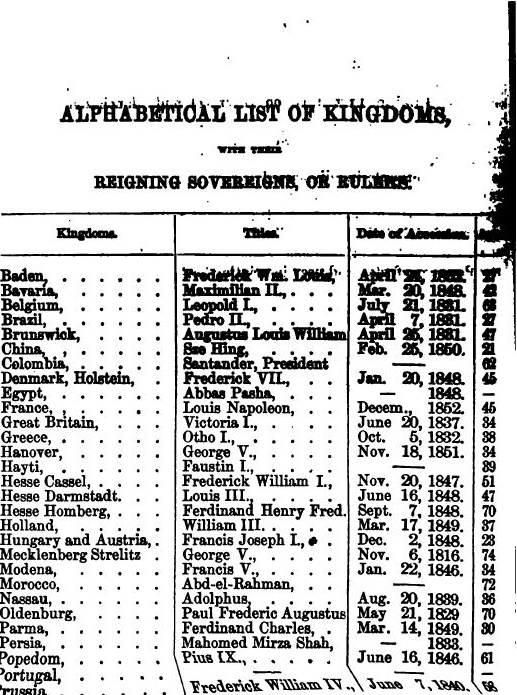 ALPHABETICAL LIST OF KINGDOMS,
WITH THEIR
REIGNING SOVEREIGNS, OR RULERS.
Kingdoms. Titles. Date of Accession.
Baden, . . . . . . Frederick Wm. Louis, April
Bavaria, . . . . . Maximilian II., . . . Mar. 20, 1848. 42
Belgium, . . . . . Leopold I., . . . . July 21, 1831. 63
Brazil, . . . . . . Pedro II., . . . . April 7, 1831. 27
Brunswick, . . . . Augustus Louis William April 25, 1831. 47
China, . . . . . . Sze Hing, . . . . . Feb. 25, 1850. 21
Colombia, . . . . . Santander, President — 62
Denmark, Holstein, . Frederick VII., . . . Jan. 20, 1848. 45
Egypt, . . . . . . Abbas Pasha, . . . . — 1848. —
France, . . . . . . Louis Napoleon, . . . Decem., 1852. 45
Great Britain, . . . Victoria I., . . . . June 20, 1837. 34
Greece, . . . . . . Otho I., . . . . . Oct. 5, 1832. 38
Hanover, . . . . . George V., . . . . Nov. 18, 1851. 34
Hayti, . . . . . . Faustin I., . . . . — 39
Hesse Cassel, . . . . Frederick William I., Nov. 20, 1847. 51
Hesse Darmstadt. . . . Louis III., . . . . June 16, 1848. 47
Hesse Homberg, . . . Ferdinand Henry Fred. Sept. 7, 1848. 70
Holland, . . . . . William III. . . . . Mar. 17, 1849. 37
Hungary and Austria, . Francis Joseph I., . . Dec. 2, 1848. 23
Mecklenberg Strelitz . George V., . . . . Nov. 6, 1816. 74
Modena, . . . . . . Francis V., . . . . Jan. 22, 1846. 34
Morocco, . . . . . Abd-el-Rahman, . . . — 72
Nassau, . . . . . . Adolphus, . . . . . Aug. 20, 1839. 36
Oldenburg, . . . . . Paul Frederic Augustus May 21, 1829 70
Parma, . . . . . . Ferdinand Charles, . . Mar. 14, 1849. 30
Persia, . . . . . . Mahomed Mirza Shah, — 1833. —
Popedom, . . . . . Pius IX., . . . . . June 16, 1846. 61
Portugal, . . . . . —
Prussia Frederick William IV., June 7, 1840.